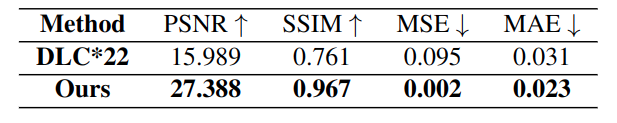 Method PSNR ↑ SSIM ↑ MSE ↓ MAE ↓
DLC*22 15.989 0.761 0.095 0.031
Ours 27.388 0.967 0.002 0.023